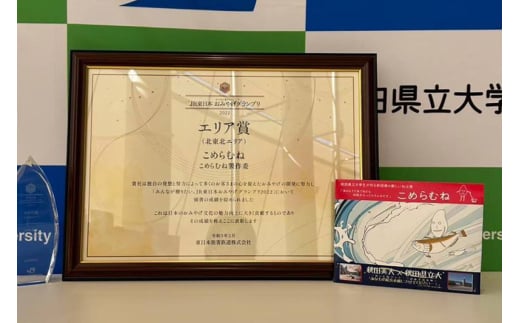 JR東日本 おみやげグランプリ
2022
エリア賞
(北東北エリア)
こめらむね
こめらむね製作委
貴社は独自の発想と努力によって多くのお客さまの心を捉えたおみやげの開発に努力し
「みんなが贈りたい。JR東日本おみやげグランプリ2022」において
頭書の成績を収められました
これは日本のおみやげ文化の魅力向上に大きく貢献するものであり
その成績を称えここに表彰します
令和5年2月
東日本旅客鉄道株式会社
田県立大学
ersity
こめらむね
秋田美大×秋田県立大